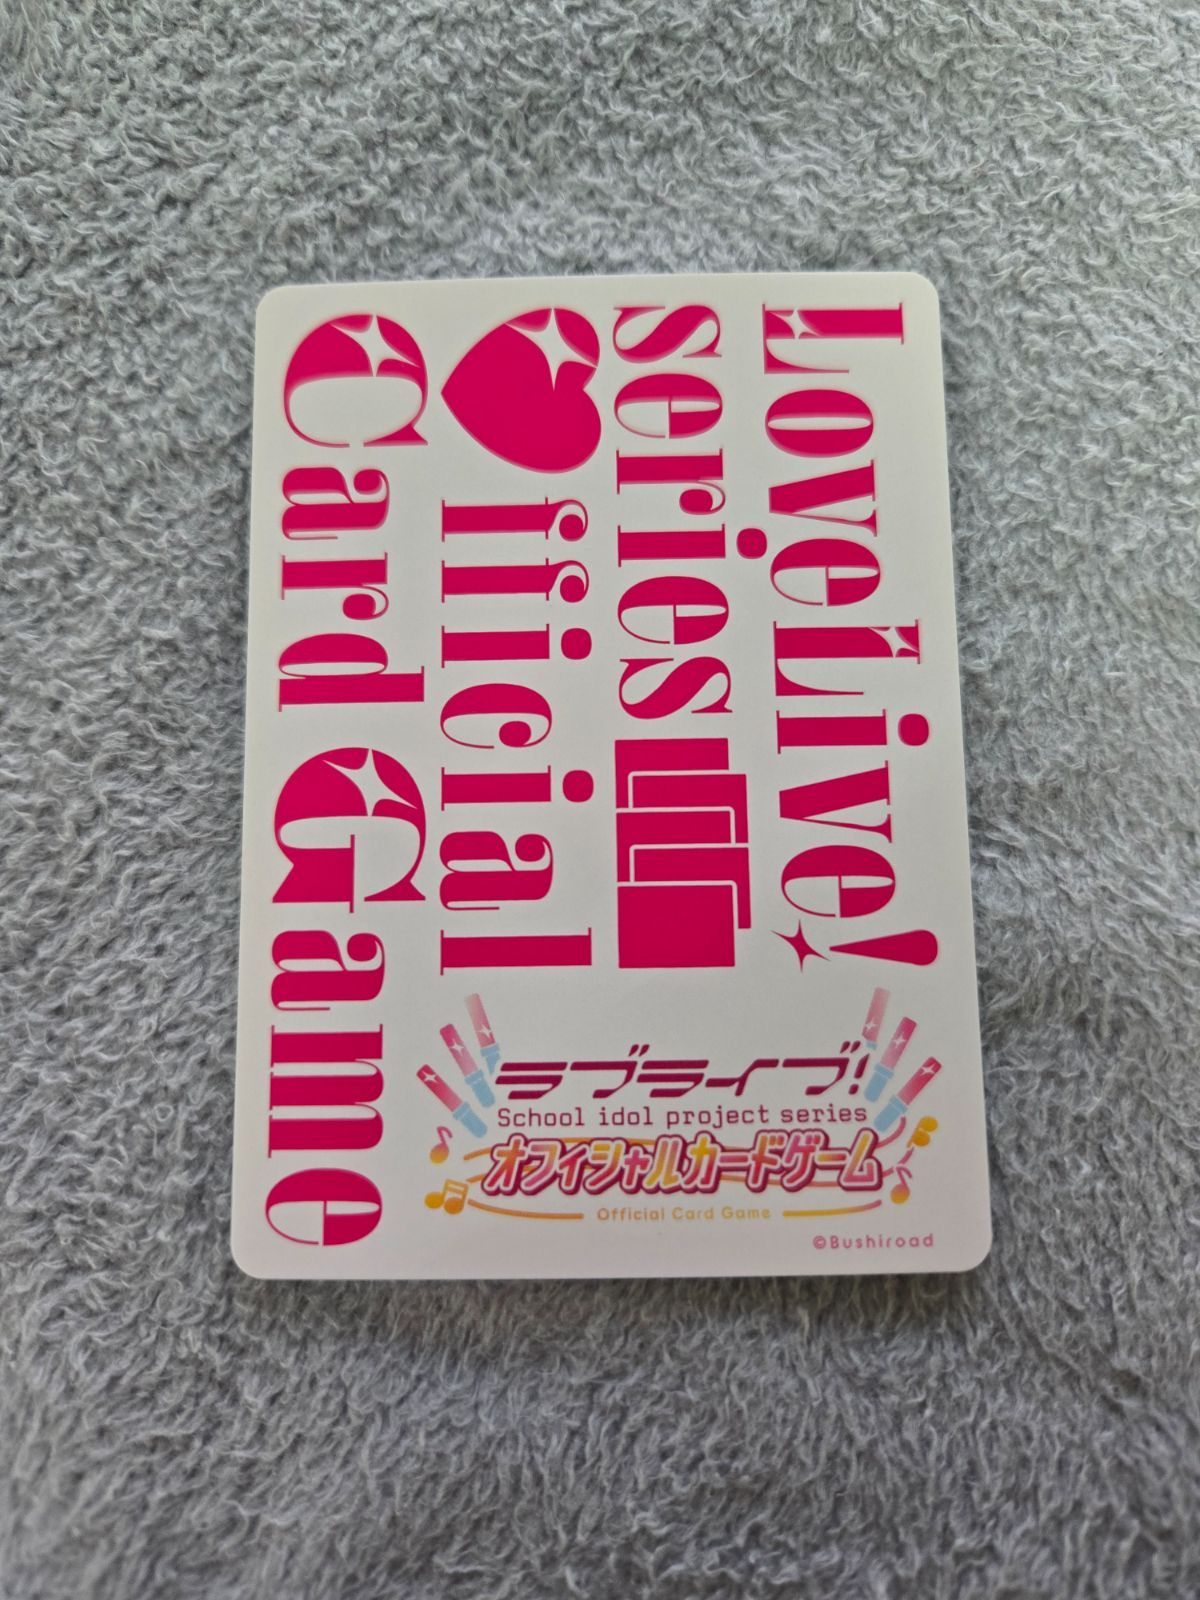 LoveLive!
series
Official
Card Game
ラブライブ!
School idol project series
オフィシャルカードゲーム
Official Card Game
©Bushiroad